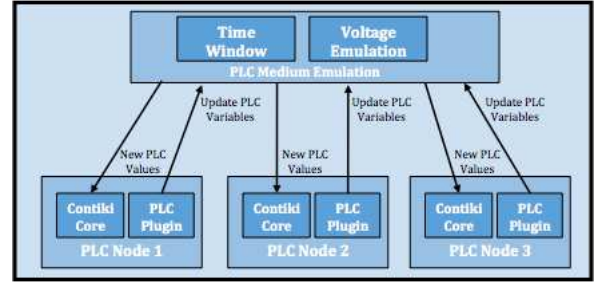 Time
Window
Voltage
Emulation
PLC Medium Emulation
Update PLC
Variables
Update PLC
Variables
Update PLC
Variables
New PLC
Values
New PLC
Values
New PLC
Values
Contiki
Core
PLC
Plugin
PLC Node 1
Contiki
Core
PLC
Plugin
PLC Node 2
Contiki
Core
PLC
Plugin
PLC Node 3